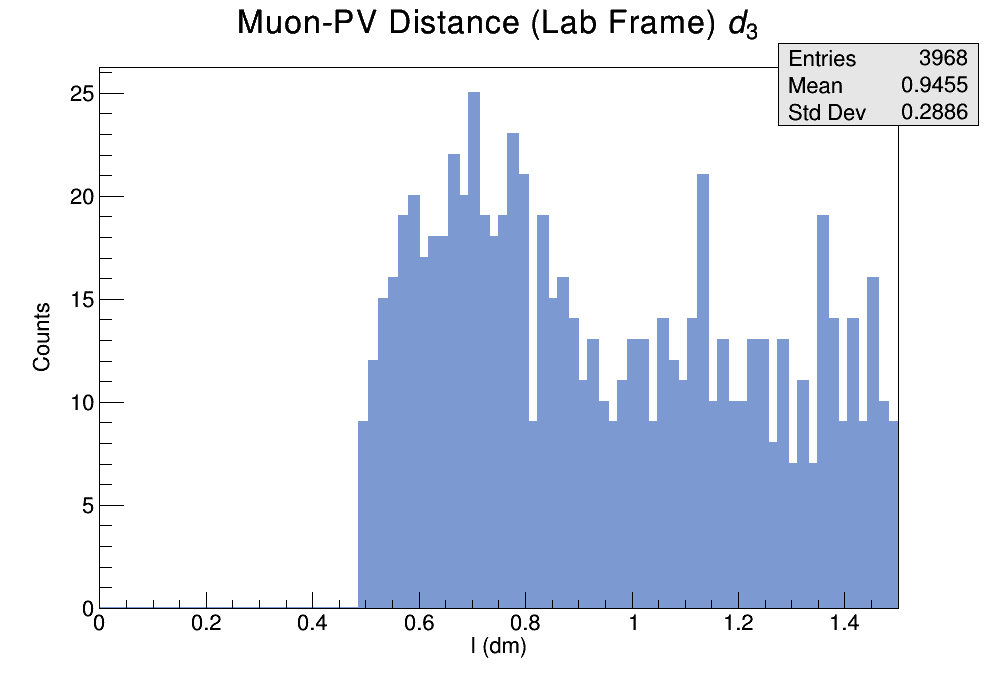 Muon-PV Distance (Lab Frame) d₃
Entries 3968
Mean 0.9455
Std Dev 0.2886
25
20
15
10
5
0
Counts
0 0.2 0.4 0.6 0.8 1 1.2 1.4
l (dm)